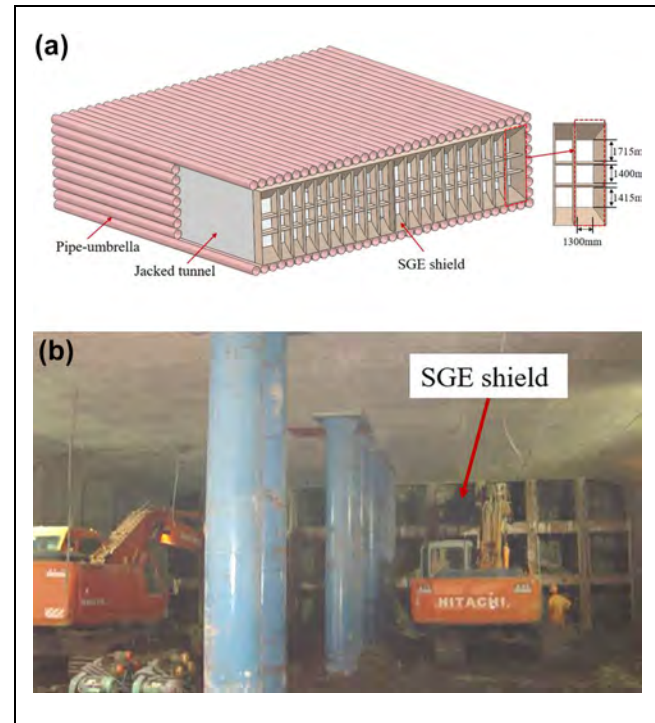 (a)
1715m
1400m
1415m
1300mm
Pipe-umbrella
Jacked tunnel
SGE shield
(b)
SGE shield
HITACHI